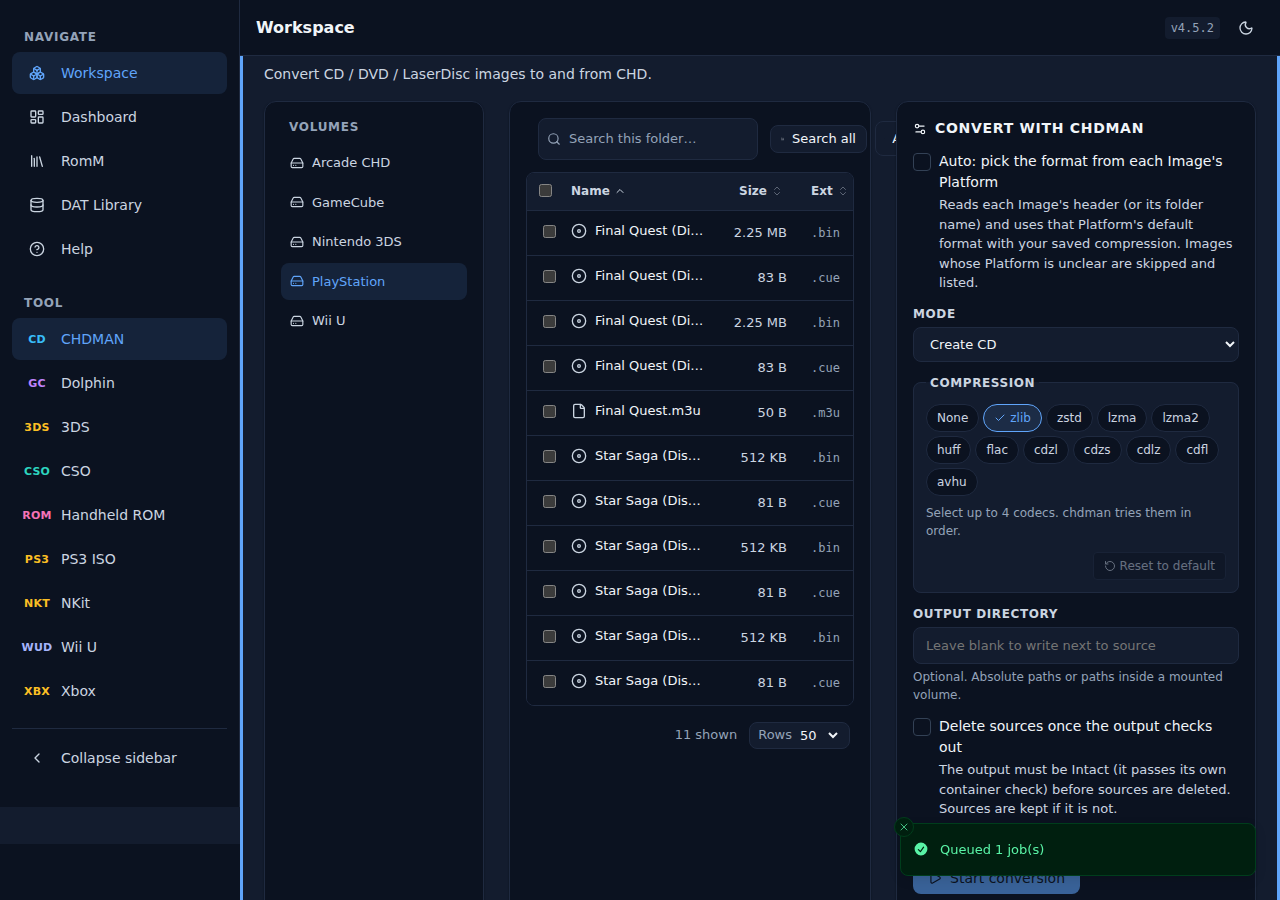 NAVIGATE
Workspace
Dashboard
RomM
DAT Library
Help
TOOL
CD CHDMAN
GC Dolphin
3DS 3DS
CSO CSO
ROM Handheld ROM
PS3 PS3 ISO
NKT NKit
WUD Wii U
XBX Xbox
Collapse sidebar
Workspace
v4.5.2
Convert CD / DVD / LaserDisc images to and from CHD.
VOLUMES
Arcade CHD
GameCube
Nintendo 3DS
PlayStation
Wii U
Search this folder…
Search all
Name Size Ext
Final Quest (Di… 2.25 MB .bin
Final Quest (Di… 83 B .cue
Final Quest (Di… 2.25 MB .bin
Final Quest (Di… 83 B .cue
Final Quest.m3u 50 B .m3u
Star Saga (Dis… 512 KB .bin
Star Saga (Dis… 81 B .cue
Star Saga (Dis… 512 KB .bin
Star Saga (Dis… 81 B .cue
Star Saga (Dis… 512 KB .bin
Star Saga (Dis… 81 B .cue
11 shown Rows 50
CONVERT WITH CHDMAN
Auto: pick the format from each Image's
Platform
Reads each Image's header (or its folder
name) and uses that Platform's default
format with your saved compression. Images
whose Platform is unclear are skipped and
listed.
MODE
Create CD
COMPRESSION
None zlib zstd lzma lzma2
huff flac cdzl cdzs cdlz cdfl
avhu
Select up to 4 codecs. chdman tries them in
order.
Reset to default
OUTPUT DIRECTORY
Leave blank to write next to source
Optional. Absolute paths or paths inside a mounted
volume.
Delete sources once the output checks
out
The output must be Intact (it passes its own
container check) before sources are deleted.
Sources are kept if it is not.
Queued 1 job(s)
Start conversion